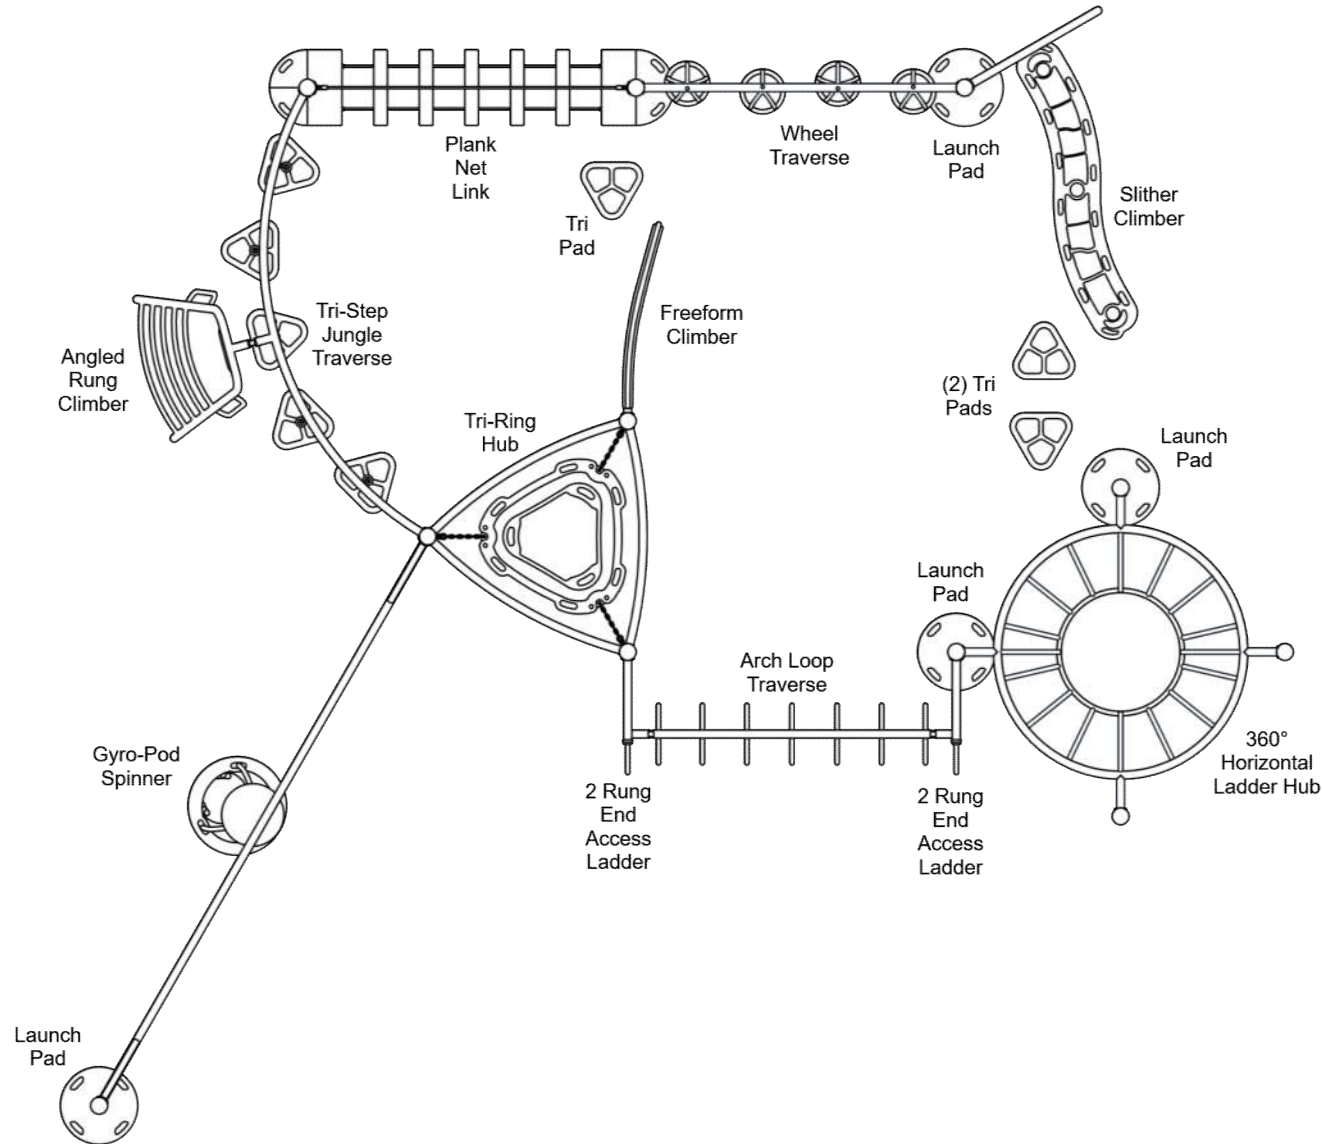 Plank
Net
Link
Wheel
Traverse
Launch
Pad
Slither
Climber
Tri
Pad
Freeform
Climber
Tri-Step
Jungle
Traverse
Angled
Rung
Climber
(2) Tri
Pads
Tri-Ring
Hub
Launch
Pad
Launch
Pad
Arch Loop
Traverse
360°
Horizontal
Ladder Hub
Gyro-Pod
Spinner
2 Rung
End
Access
Ladder
2 Rung
End
Access
Ladder
Launch
Pad